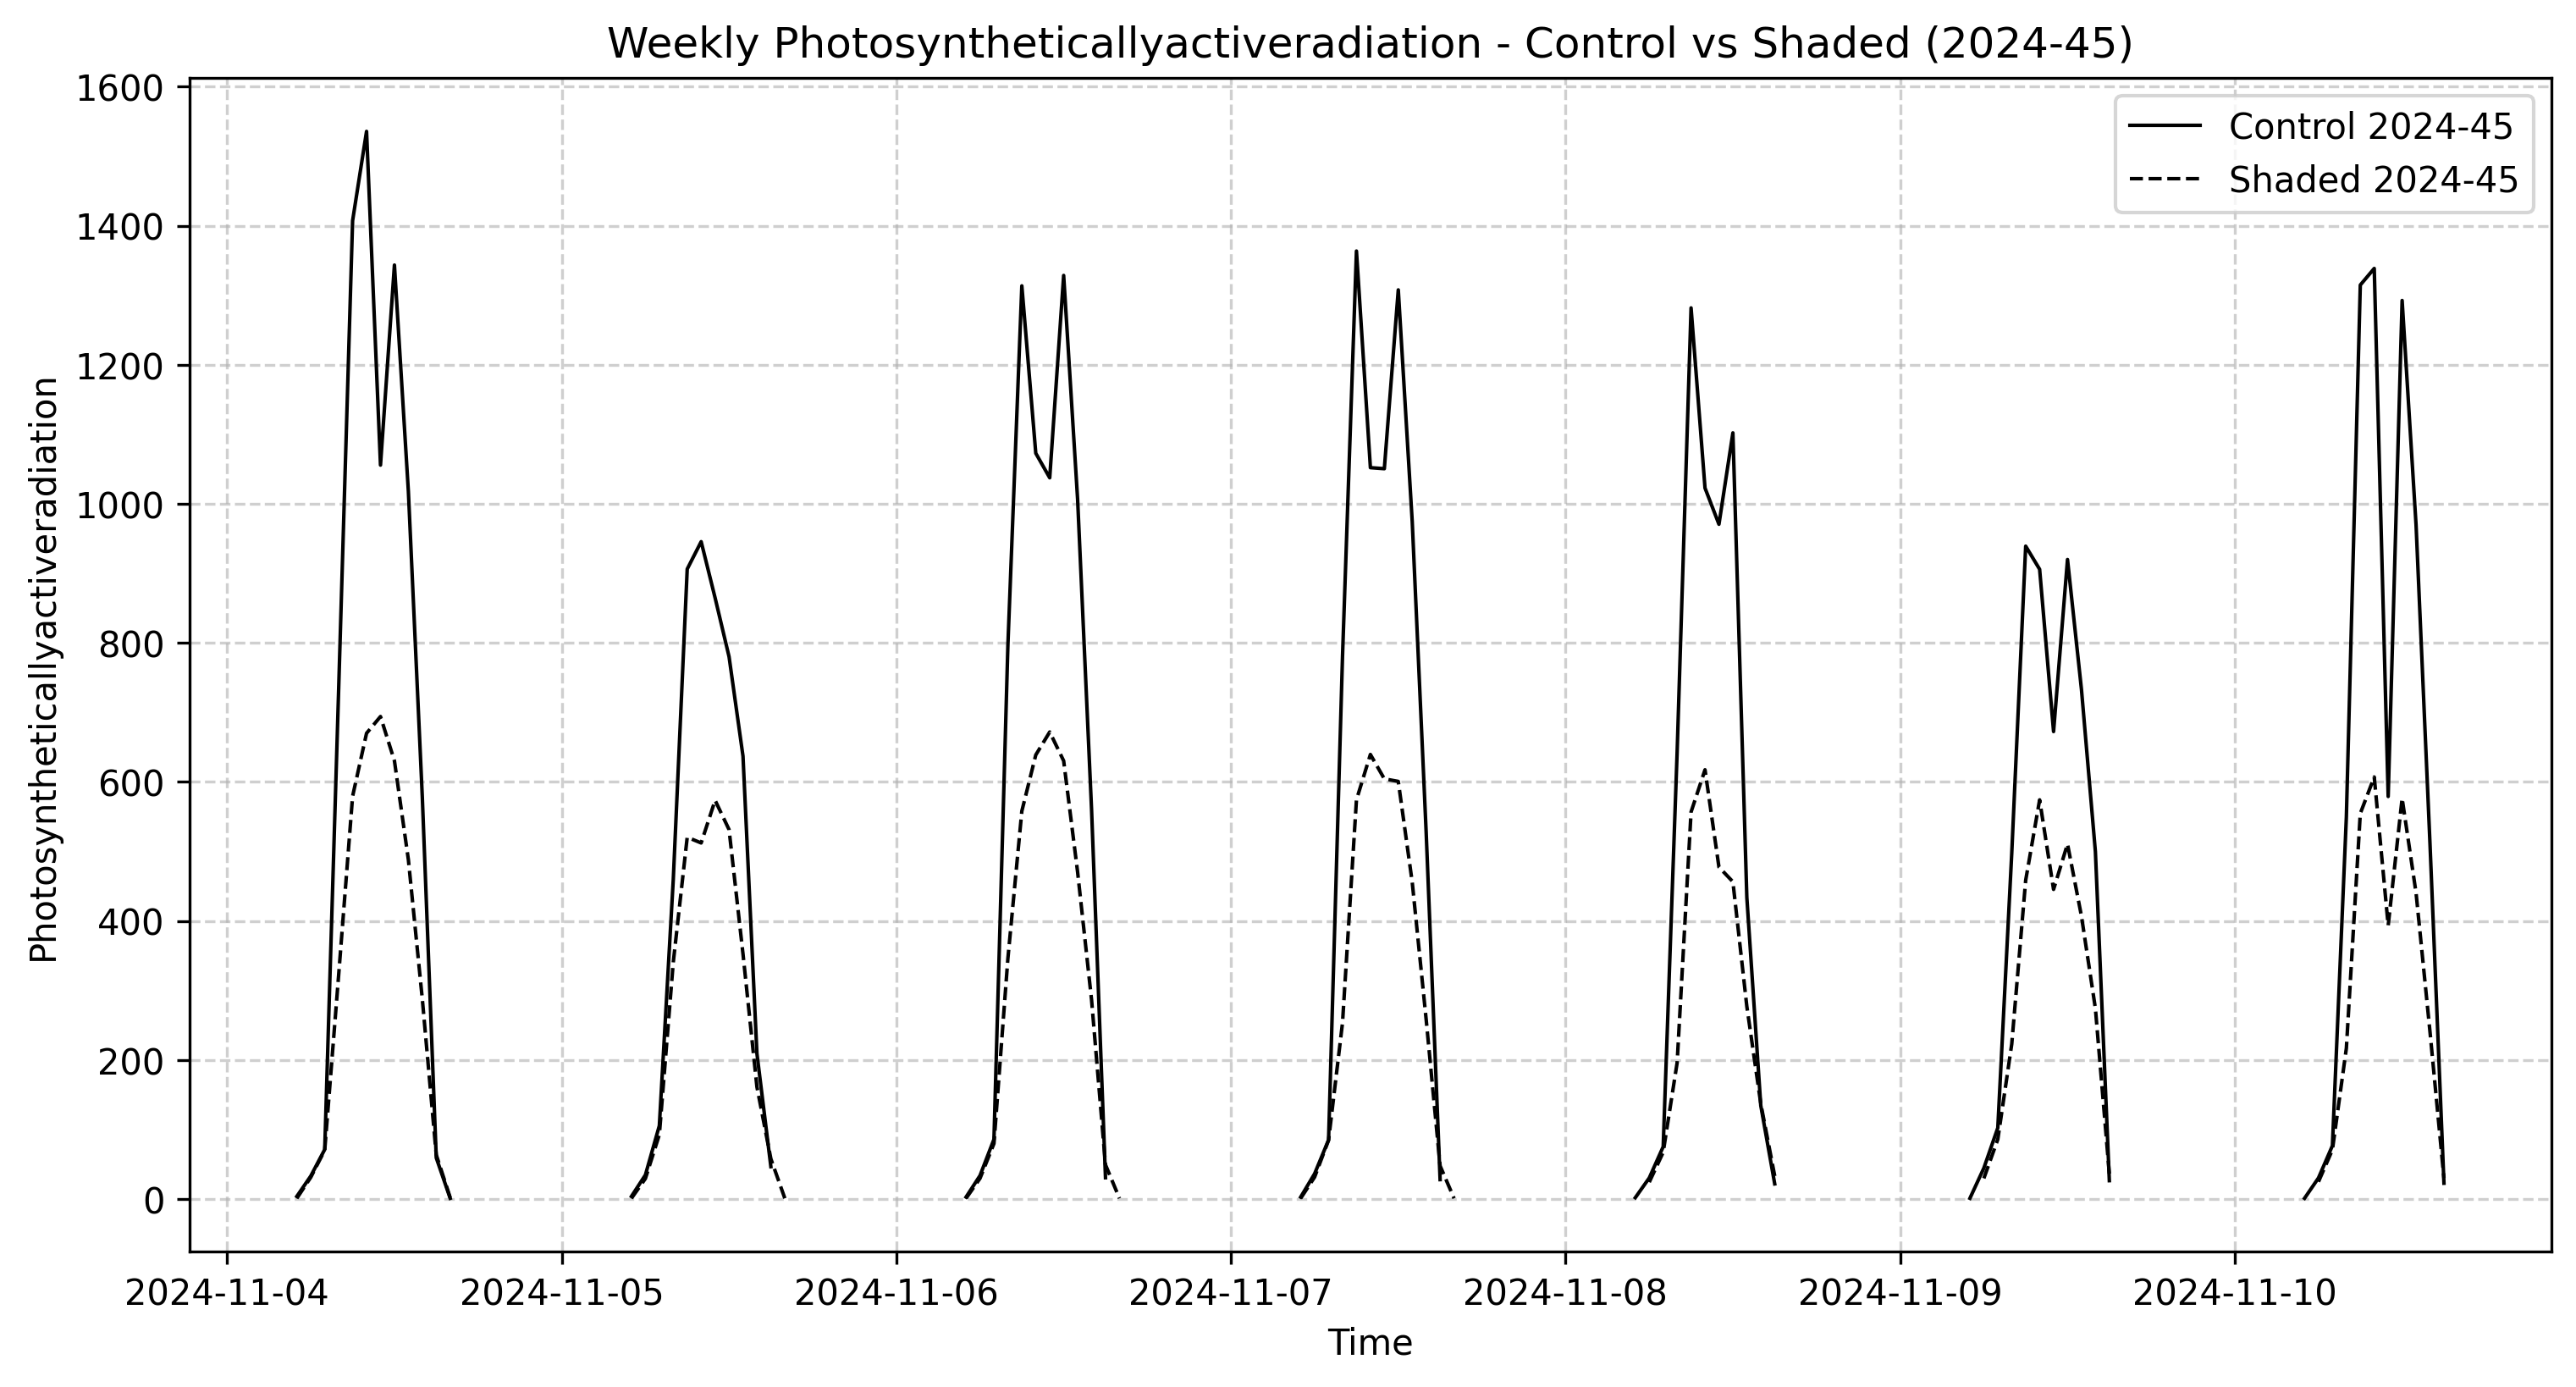 Weekly Photosyntheticallyactiveradiation - Control vs Shaded (2024-45)
Control 2024-45
Shaded 2024-45
Photosyntheticallyactiveradiation
1600
1400
1200
1000
800
600
400
200
0
2024-11-04 2024-11-05 2024-11-06 2024-11-07 2024-11-08 2024-11-09 2024-11-10
Time